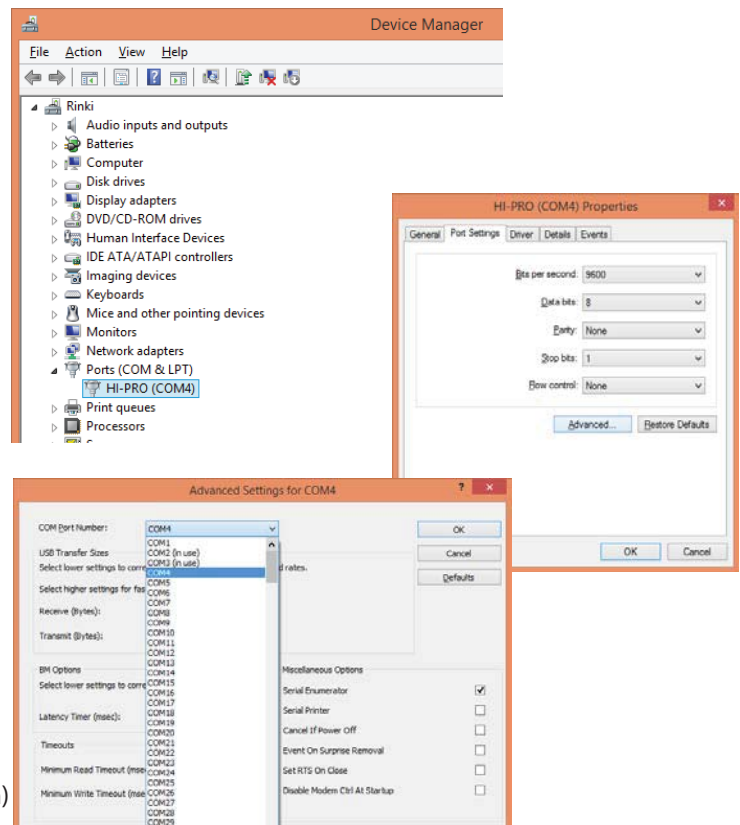 Device Manager
File Action View Help
Rinki
Audio inputs and outputs
Batteries
Computer
Disk drives
Display adapters
DVD/CD-ROM drives
Human Interface Devices
IDE ATA/ATAPI controllers
Imaging devices
Keyboards
Mice and other pointing devices
Monitors
Network adapters
Ports (COM & LPT)
HI-PRO (COM4)
Print queues
Processors
HI-PRO (COM4) Properties
General Port Settings Driver Details Events
Bits per second: 9600
Data bits: 8
Parity: None
Stop bits: 1
Flow control: None
Advanced... Restore Defaults
OK Cancel
Advanced Settings for COM4
COM Port Number: COM4
OK
Cancel
Defaults
COM1
COM2 (in use)
COM3 (in use)
COM4
COM5
COM6
COM7
COM8
COM9
COM10
COM11
COM12
COM13
COM14
COM15
COM16
COM17
COM18
COM19
COM20
COM21
COM22
COM23
COM24
COM25
COM26
COM27
COM28
COM29
USB Transfer Sizes
Select lower settings to corre d rates.
Select higher settings for fas
Receive (Bytes):
Transmit (Bytes):
BM Options
Select lower settings to corre
Latency Timer (msec):
Timeouts
Minimum Read Timeout (mse
Minimum Write Timeout (mse
Miscellaneous Options
Serial Enumerator
Serial Printer
Cancel If Power Off
Event On Surprise Removal
Set RTS On Close
Disable Modem Ctrl At Startup
)